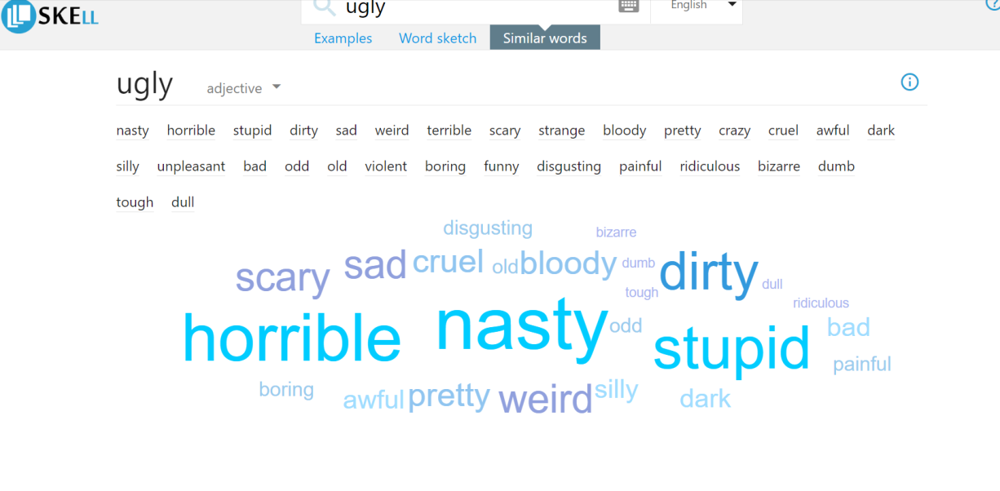 SKELL ugly English ?
Examples Word sketch Similar words
ugly adjective i
nasty horrible stupid dirty sad weird terrible scary strange bloody pretty crazy cruel awful dark
silly unpleasant bad odd old violent boring funny disgusting painful ridiculous bizarre dumb
tough dull
disgusting bizarre
scary sad cruel old bloody dumb dirty dull
tough ridiculous
horrible nasty odd stupid bad
painful
boring awful pretty weird silly dark